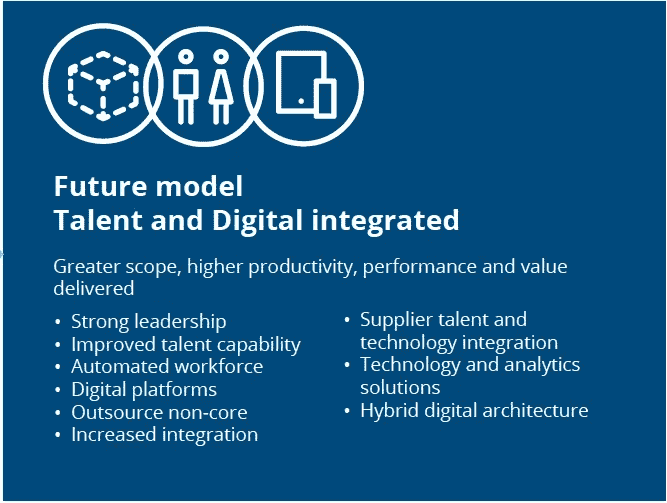 Future model
Talent and Digital integrated
Greater scope, higher productivity, performance and value
delivered
• Strong leadership
• Improved talent capability
• Automated workforce
• Digital platforms
• Outsource non-core
• Increased integration
• Supplier talent and
technology integration
• Technology and analytics
solutions
• Hybrid digital architecture